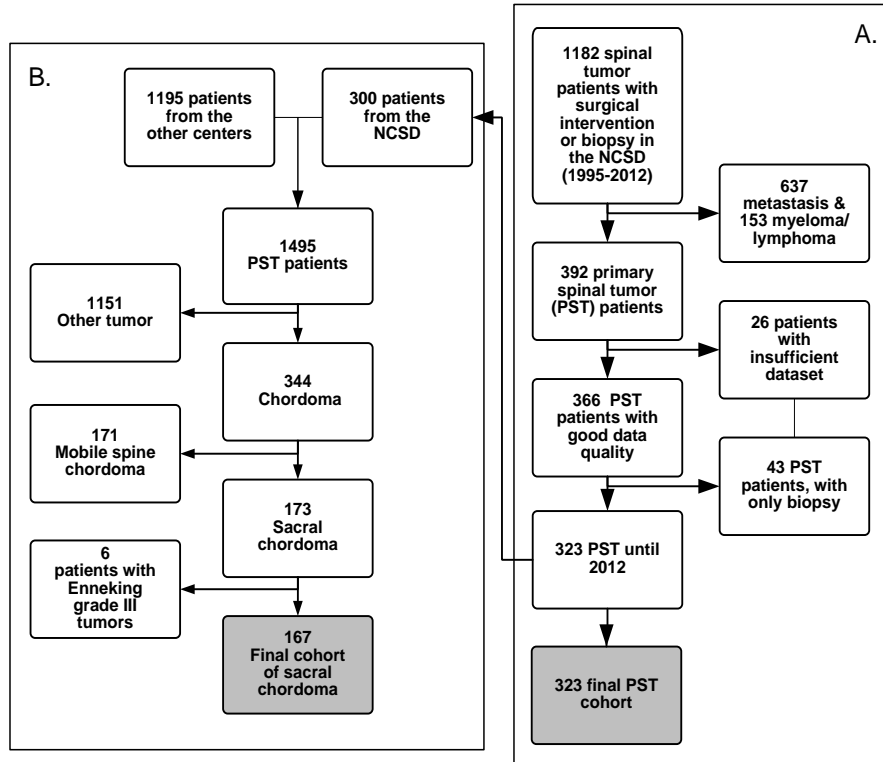 B.
1195 patients
from the
other centers
300 patients
from the
NCSD
1495
PST patients
1151
Other tumor
344
Chordoma
171
Mobile spine
chordoma
173
Sacral
chordoma
6
patients with
Enneking
grade III
tumors
167
Final cohort
of sacral
chordoma
A.
1182 spinal
tumor
patients with
surgical
intervention
or biopsy in
the NCSD
(1995-2012)
637
metastasis &
153 myeloma/
lymphoma
392 primary
spinal tumor
(PST) patients
26 patients
with
insufficient
dataset
366 PST
patients with
good data
quality
43 PST
patients, with
only biopsy
323 PST until
2012
323 final PST
cohort